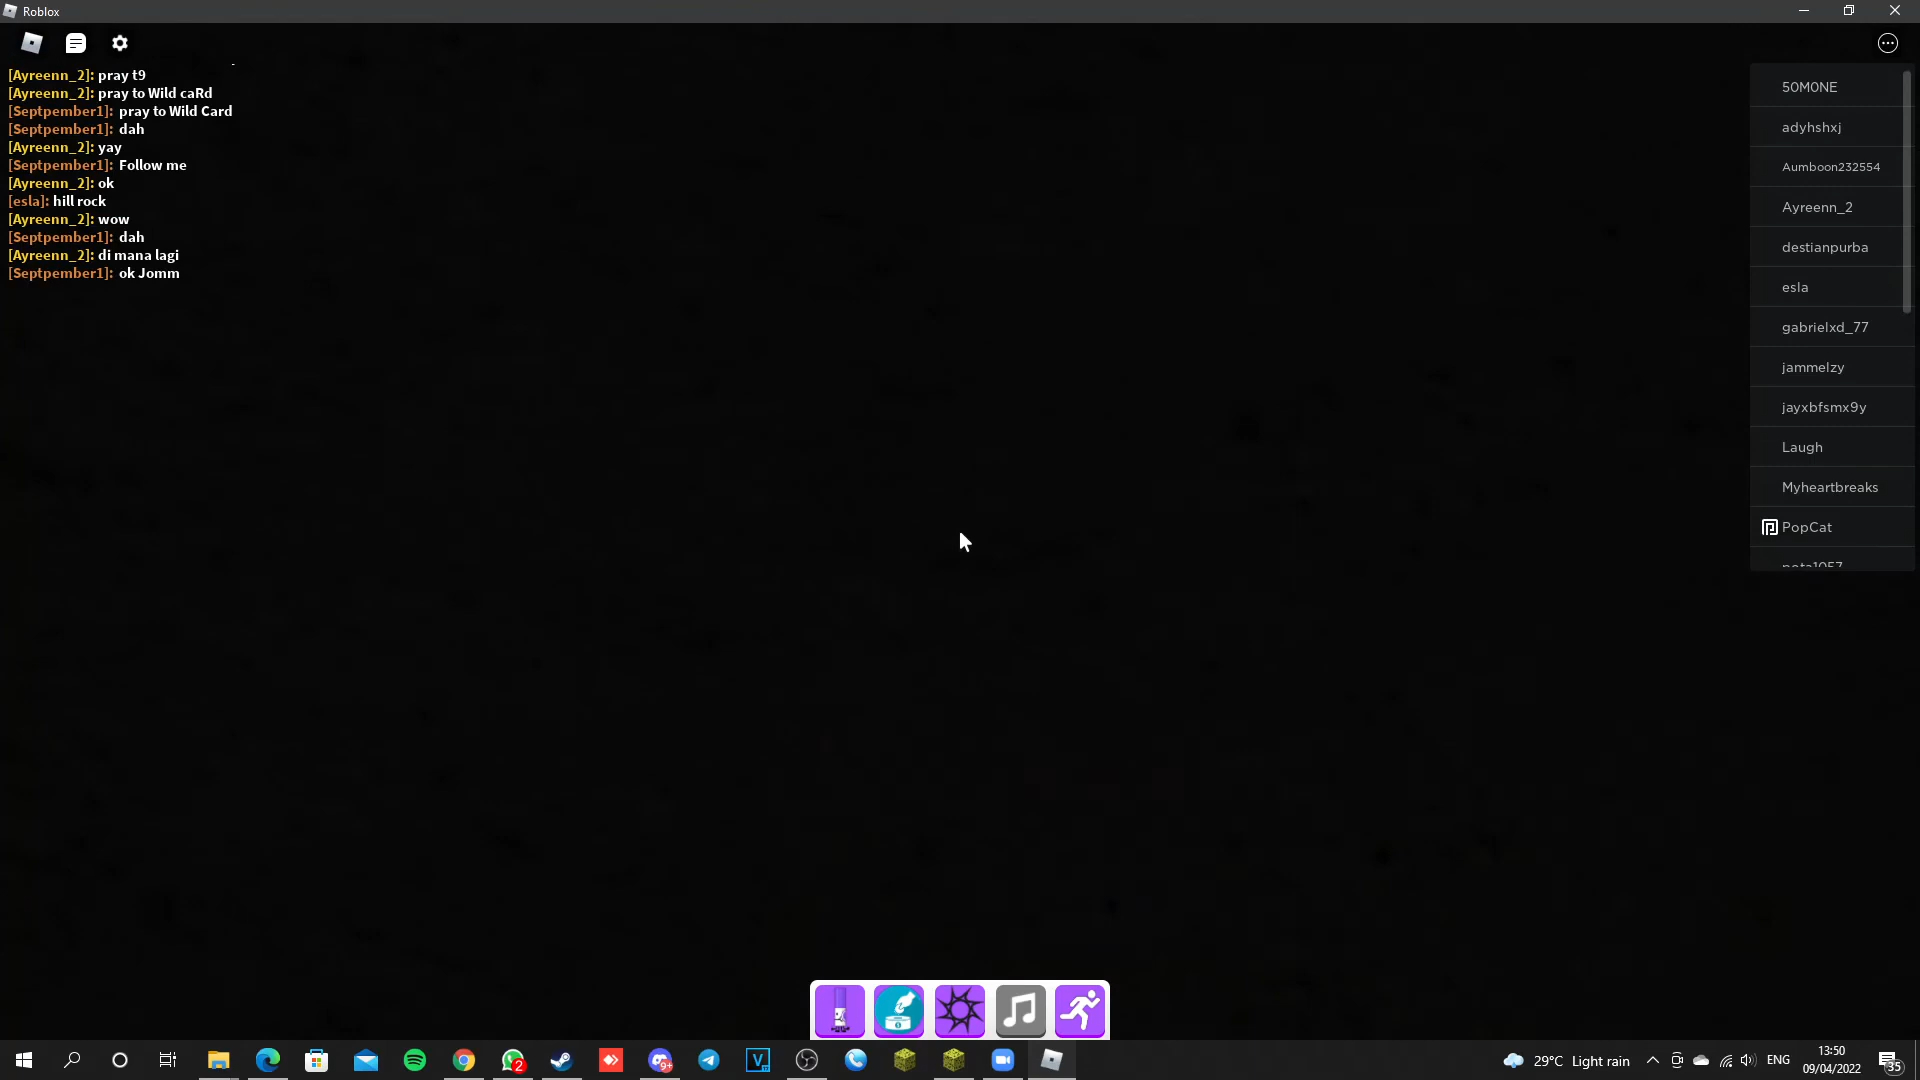 Roblox
[Ayreenn_2]: pray t9
[Ayreenn_2]: pray to Wild caRd
[Septpember1]: pray to Wild Card
[Septpember1]: dah
[Ayreenn_2]: yay
[Septpember1]: Follow me
[Ayreenn_2]: ok
[esla]: hill rock
[Ayreenn_2]: wow
[Septpember1]: dah
[Ayreenn_2]: di mana lagi
[Septpember1]: ok Jomm
50M0NE
adyhshxj
Aumboon232554
Ayreenn_2
destianpurba
esla
gabrielxd_77
jammelzy
jayxbfsmx9y
Laugh
Myheartbreaks
PopCat
2
9+
V
29°C Light rain
ENG
13:50
09/04/2022
35